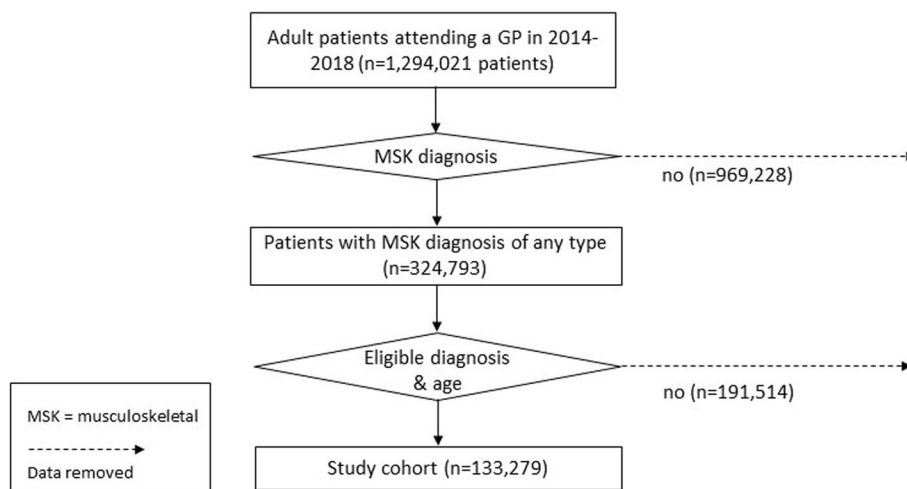 Adult patients attending a GP in 2014-
2018 (n=1,294,021 patients)
MSK diagnosis
no (n=969,228)
Patients with MSK diagnosis of any type
(n=324,793)
Eligible diagnosis
& age
no (n=191,514)
MSK = musculoskeletal
Data removed
Study cohort (n=133,279)